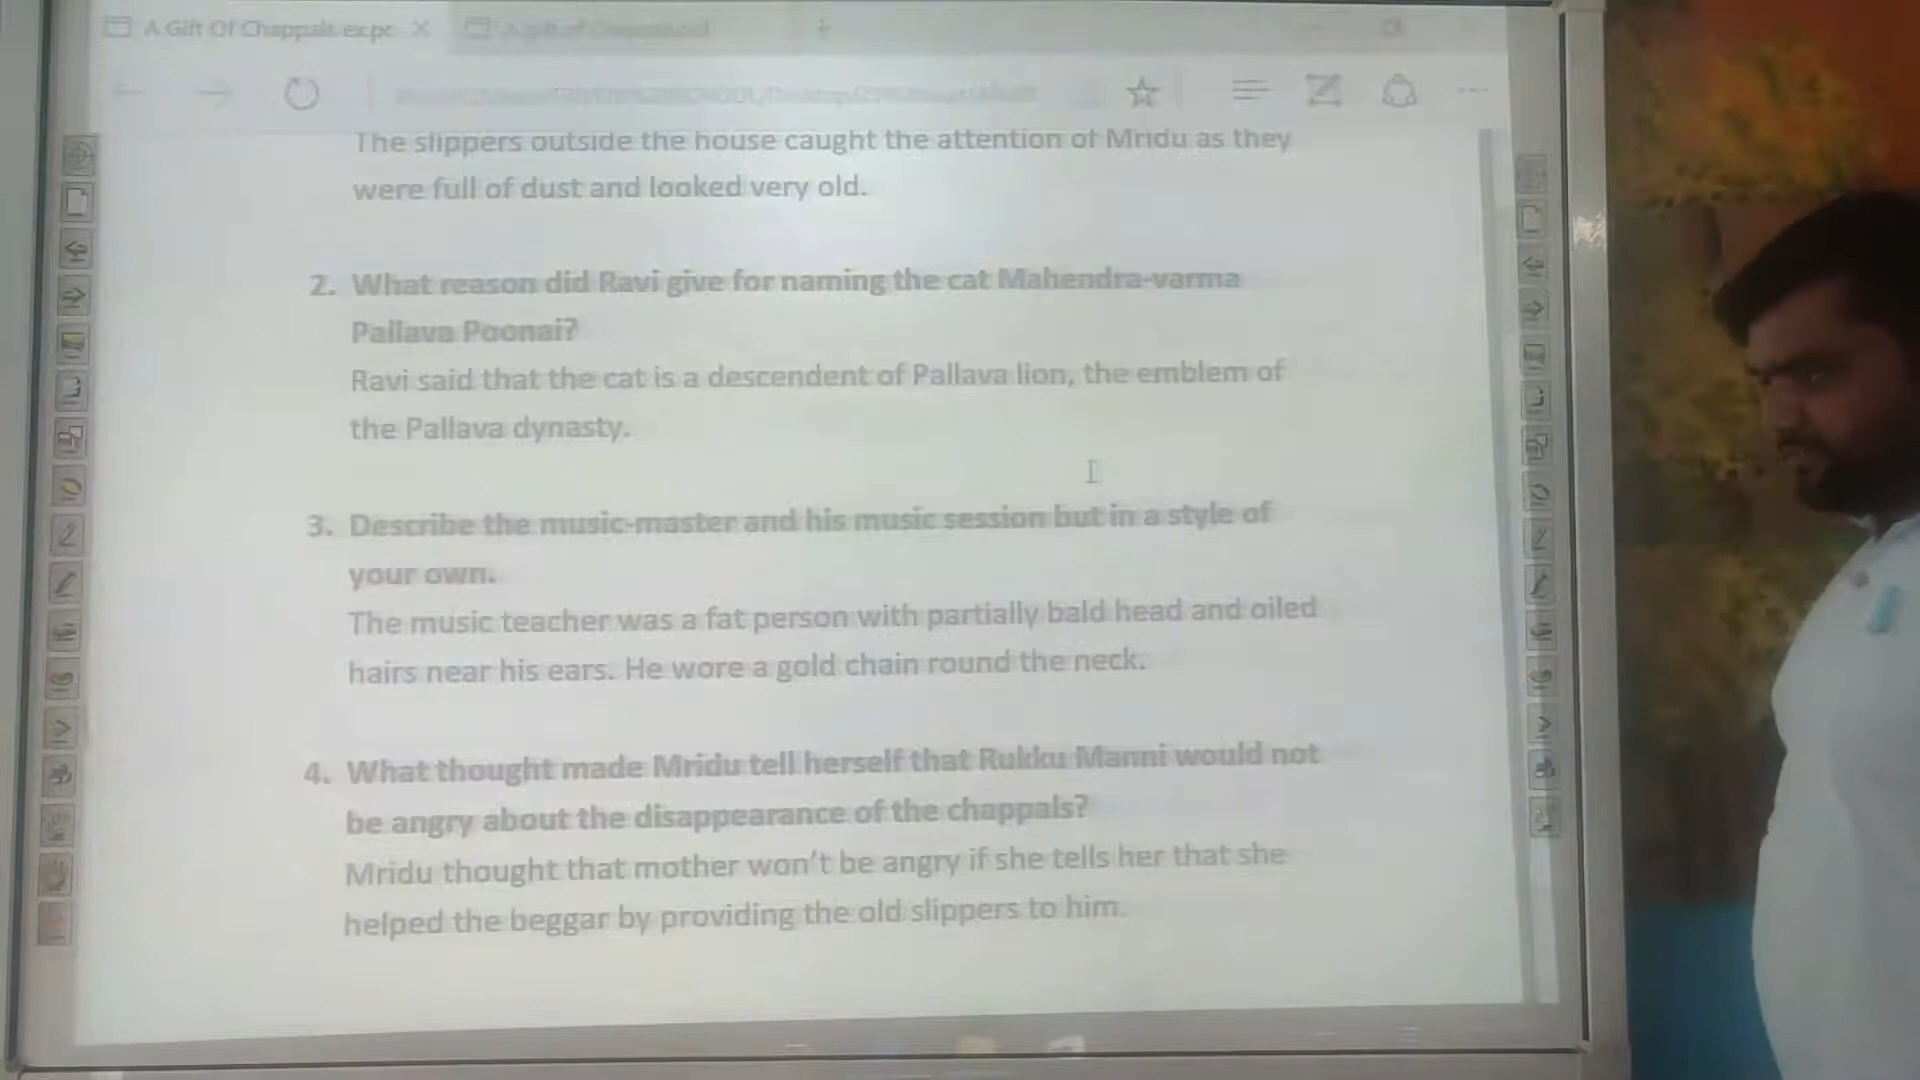 A Gift Of Chappals ex.pc
The slippers outside the house caught the attention of Mridu as they
were full of dust and looked very old.
2. What reason did Ravi give for naming the cat Mahendra-varma
Pallava Poonai?
Ravi said that the cat is a descendent of Pallava lion, the emblem of
the Pallava dynasty.
3. Describe the music-master and his music session but in a style of
your own.
The music teacher was a fat person with partially bald head and oiled
hairs near his ears. He wore a gold chain round the neck.
4. What thought made Mridu tell herself that Rukku Manni would not
be angry about the disappearance of the chappals?
Mridu thought that mother won't be angry if she tells her that she
helped the beggar by providing the old slippers to him.